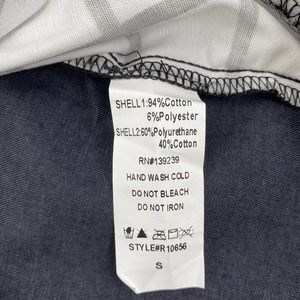 SHELL1:94%Cotton
6%Polyester
SHELL2:60%Polyurethane
40%Cotton
RN#139239
HAND WASH COLD
DO NOT BLEACH
DO NOT IRON
STYLE#R10656
S